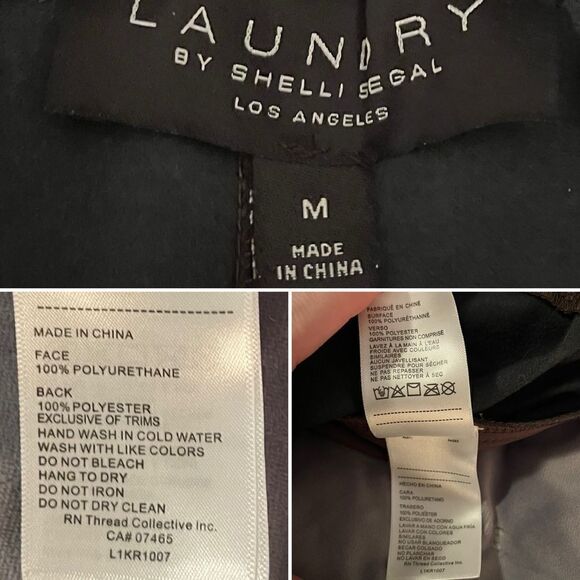 LAUNDRY
BY SHELLI SEGAL
LOS ANGELES
M
MADE
IN CHINA
MADE IN CHINA
FACE
100% POLYURETHANE
BACK
100% POLYESTER
EXCLUSIVE OF TRIMS
HAND WASH IN COLD WATER
WASH WITH LIKE COLORS
DO NOT BLEACH
HANG TO DRY
DO NOT IRON
DO NOT DRY CLEAN
RN Thread Collective Inc.
CA# 07465
L1KR1007
FABRIQUÉ EN CHINE
SURFACE
100% POLYURÉTHANNE
VERSO
100% POLYESTER
GARNITURES NON COMPRISE
LAVEZ À LA MAIN À L'EAU
FROIDE AVEC COULEURS
SIMILAIRES
AUCUN JAVELLISANT
SUSPENDRE POUR SÉCHER
NE PAS REPASSER
NE PAS NETTOYER À SEC
HECHO EN CHINA
CARA
100% POLIURETANO
TRASERO
100% POLIÉSTER
EXCLUSIVO DE ADORNO
LAVAR A MANO CON AGUA FRÍA
LAVAR CON COLORES
SIMILARES
NO USAR BLANQUEADOR
SEGAR COLGADO
NO PLANCHAR
NO LAVAR EN SECO
RN Thread Collective Inc.
L1KR1007